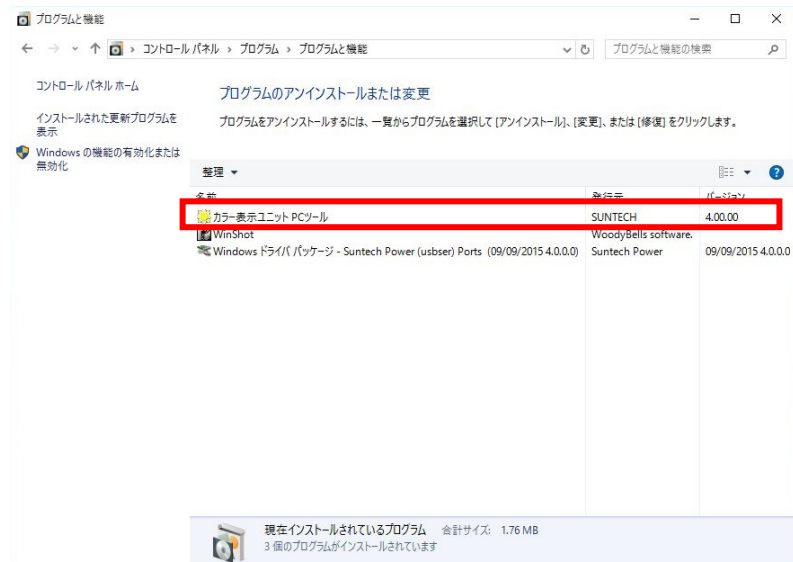 プログラムと機能
コントロール パネル › プログラム › プログラムと機能
プログラムと機能の検索
コントロール パネル ホーム
インストールされた更新プログラムを
表示
Windows の機能の有効化または
無効化
プログラムのアンインストールまたは変更
プログラムをアンインストールするには、一覧からプログラムを選択して [アンインストール]、[変更]、または [修復] をクリックします。
整理
名前 発行元 バージョン
カラー表示ユニット PCツール SUNTECH 4.00.00
WinShot WoodyBells software.
Windows ドライバ パッケージ - Suntech Power (usbser) Ports (09/09/2015 4.0.0.0) Suntech Power 09/09/2015 4.0.0.0
現在インストールされているプログラム 合計サイズ: 1.76 MB
3 個のプログラムがインストールされています